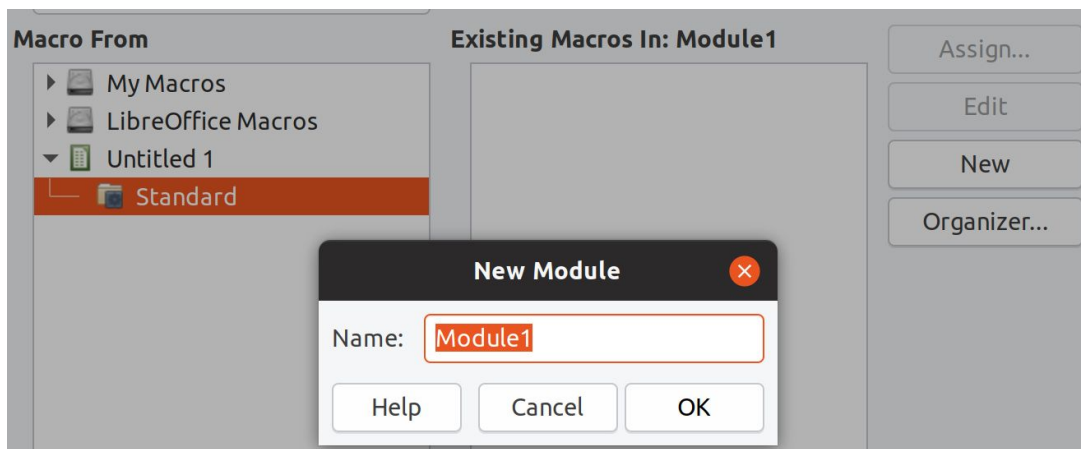 Macro From
My Macros
LibreOffice Macros
Untitled 1
Standard
Existing Macros In: Module1
Assign...
Edit
New
Organizer...
New Module
Name: Module1
Help Cancel OK